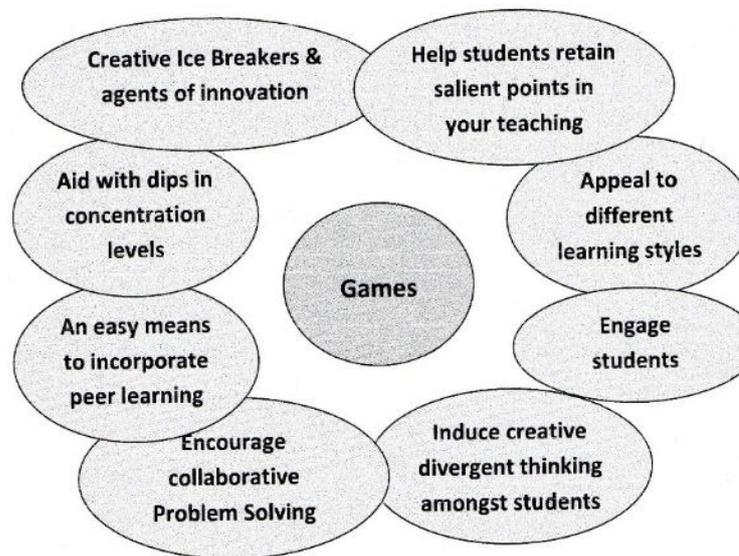 Creative Ice Breakers &
agents of innovation
Help students retain
salient points in
your teaching
Aid with dips in
concentration
levels
Appeal to
different
learning styles
Games
An easy means
to incorporate
peer learning
Engage
students
Encourage
collaborative
Problem Solving
Induce creative
divergent thinking
amongst students